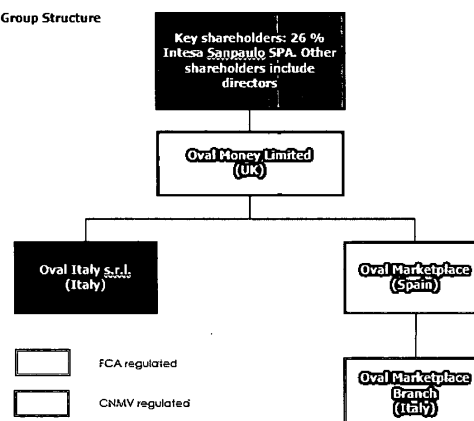 Group Structure
Key shareholders: 26 %
Intesa Sanpaulo SPA. Other
shareholders include
directors
Oval Money Limited
(UK)
Oval Italy s.r.l.
(Italy)
Oval Marketplace
(Spain)
FCA regulated
CNMV regulated
Oval Marketplace
Branch
(Italy)